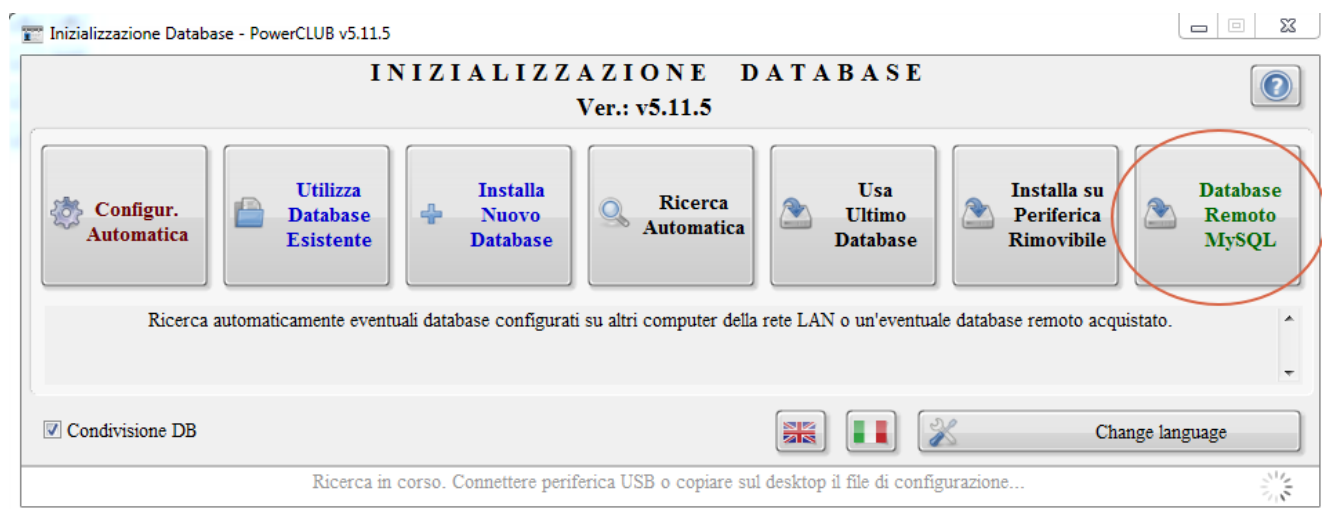 Inizializzazione Database - PowerCLUB v5.11.5
INIZIALIZZAZIONE DATABASE
Ver.: v5.11.5
Configur.
Automatica
Utilizza
Database
Esistente
Installa
Nuovo
Database
Ricerca
Automatica
Usa
Ultimo
Database
Installa su
Periferica
Rimovibile
Database
Remoto
MySQL
Ricerca automaticamente eventuali database configurati su altri computer della rete LAN o un'eventuale database remoto acquistato.
Condivisione DB
Change language
Ricerca in corso. Connettere periferica USB o copiare sul desktop il file di configurazione...